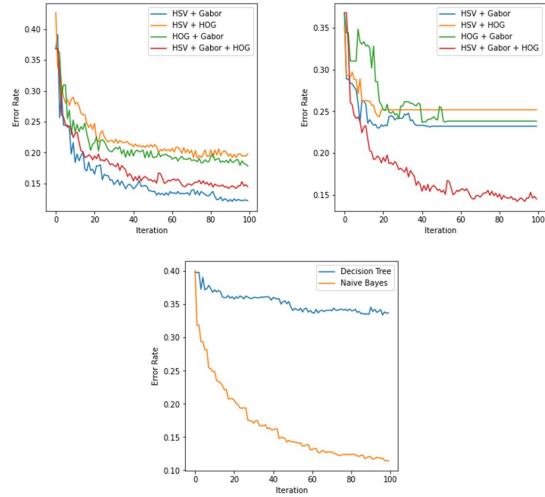 HSV + Gabor
HSV + HOG
HOG + Gabor
HSV + Gabor + HOG
Error Rate
0.40
0.35
0.30
0.25
0.20
0.15
0 20 40 60 80 100
Iteration
HSV + Gabor
HSV + HOG
HOG + Gabor
HSV + Gabor + HOG
Error Rate
0.35
0.30
0.25
0.20
0.15
0 20 40 60 80 100
Iteration
Decision Tree
Naive Bayes
Error Rate
0.40
0.35
0.30
0.25
0.20
0.15
0.10
0 20 40 60 80 100
Iteration